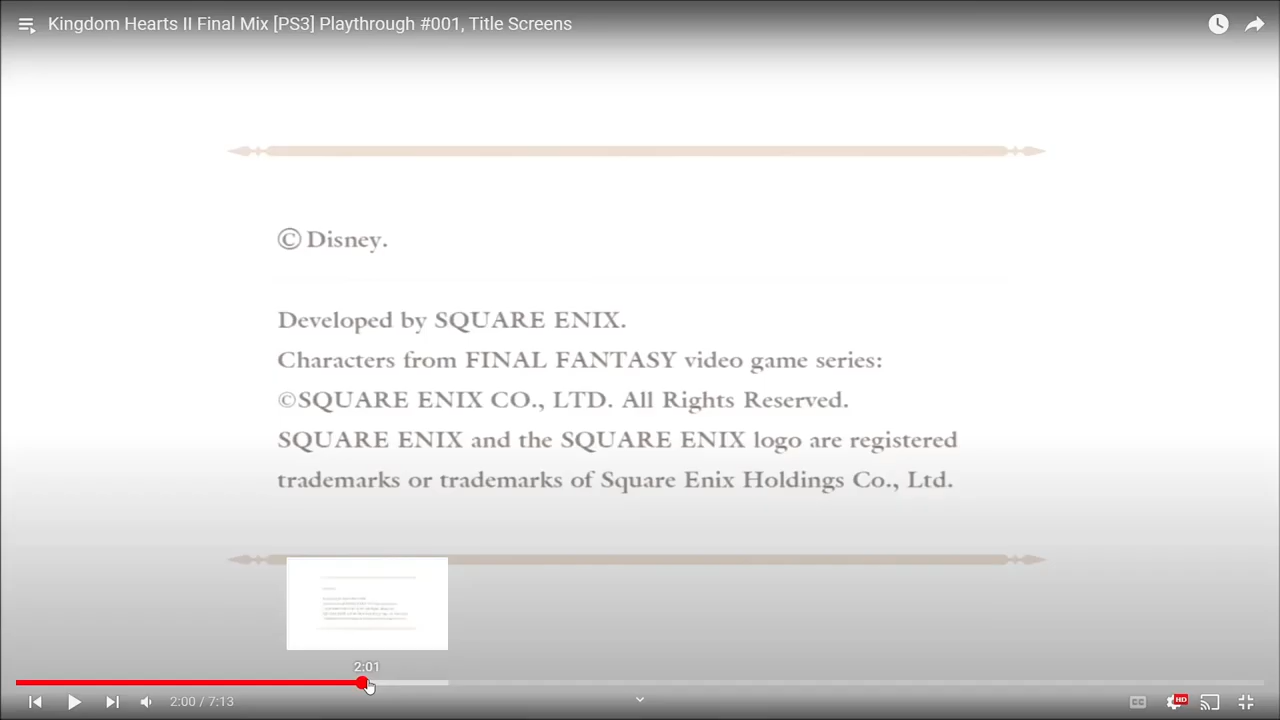 Kingdom Hearts II Final Mix [PS3] Playthrough #001, Title Screens
© Disney.
Developed by SQUARE ENIX.
Characters from FINAL FANTASY video game series:
©SQUARE ENIX CO., LTD. All Rights Reserved.
SQUARE ENIX and the SQUARE ENIX logo are registered
trademarks or trademarks of Square Enix Holdings Co., Ltd.
2:01
2:00 / 7:13
CC
HD